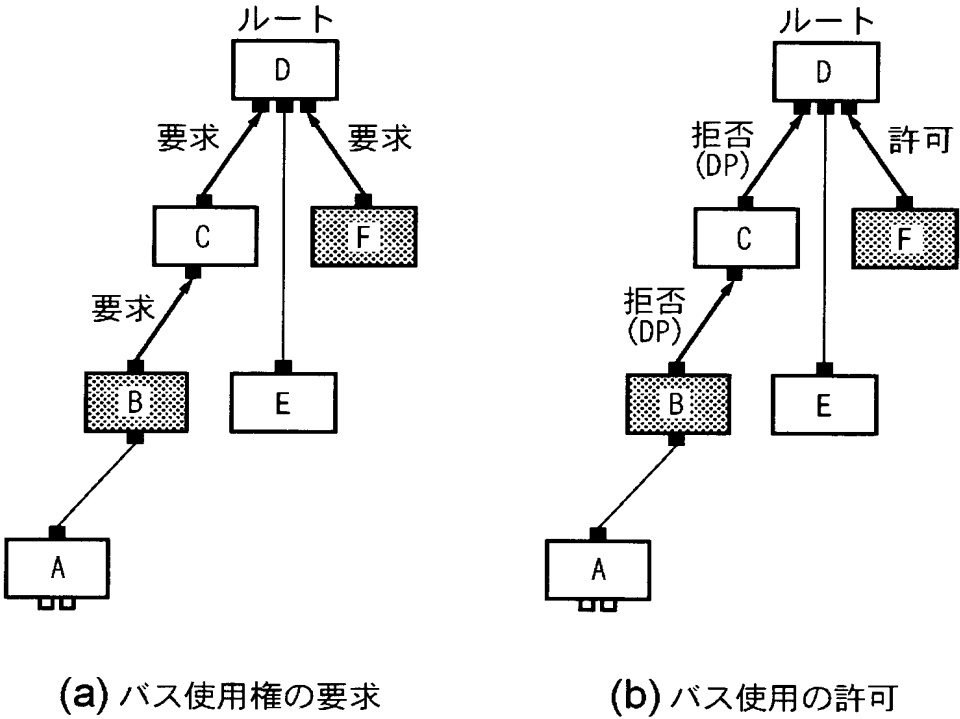 ルート
D
要求
要求
C
F
要求
B
E
A
(a) バス使用権の要求
ルート
D
拒否
(DP)
許可
C
F
拒否
(DP)
B
E
A
(b) バス使用の許可